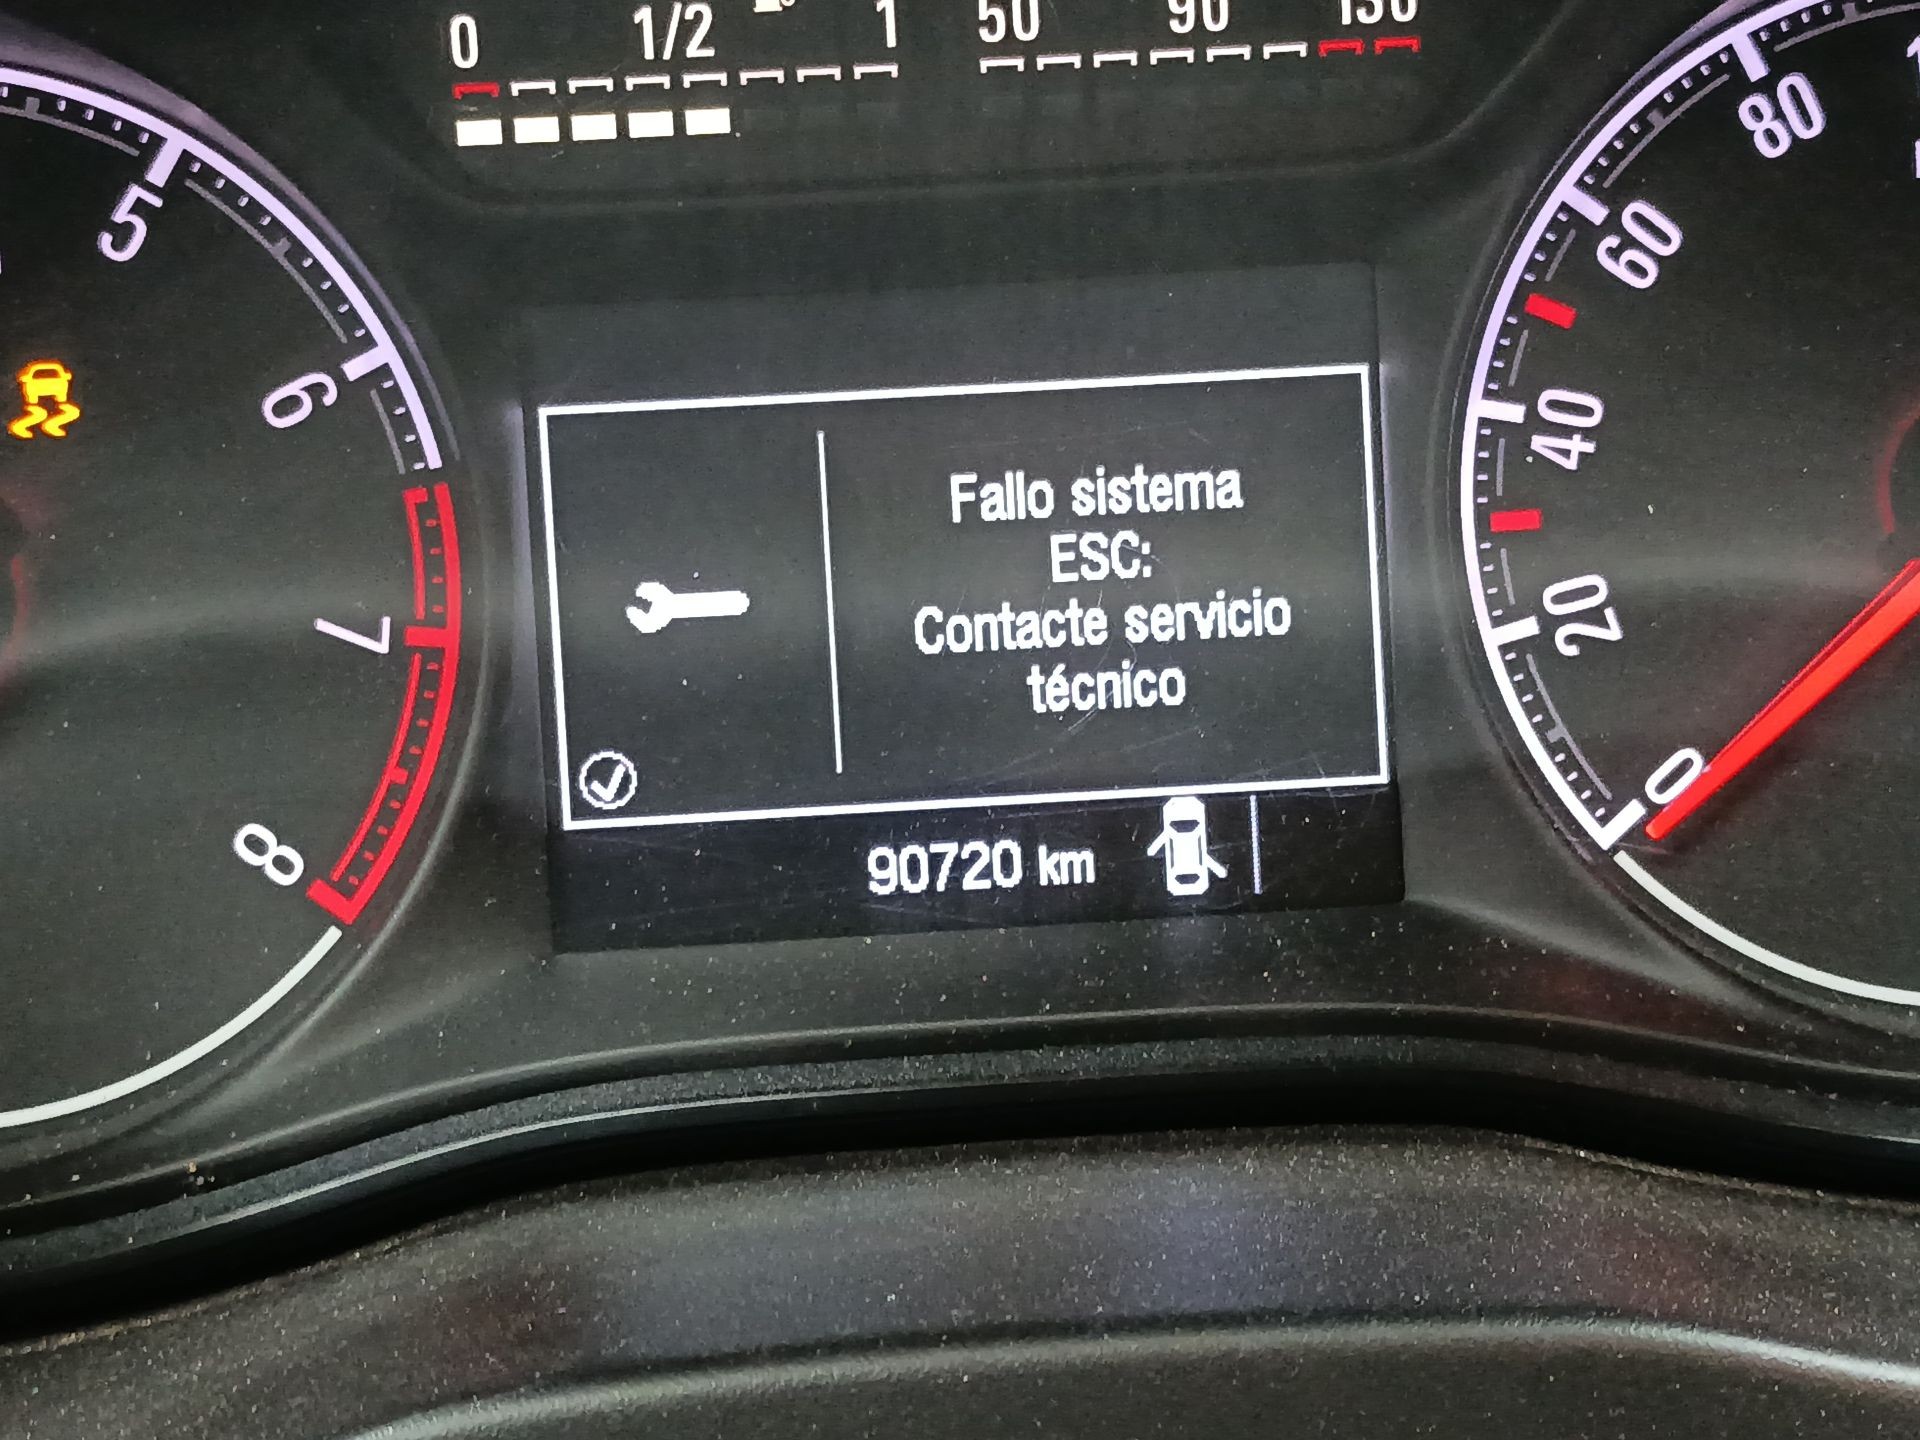 0 1/2 1 50 90 130
5
6
7
8
80
60
40
20
0
Fallo sistema
ESC:
Contacte servicio
técnico
90720 km